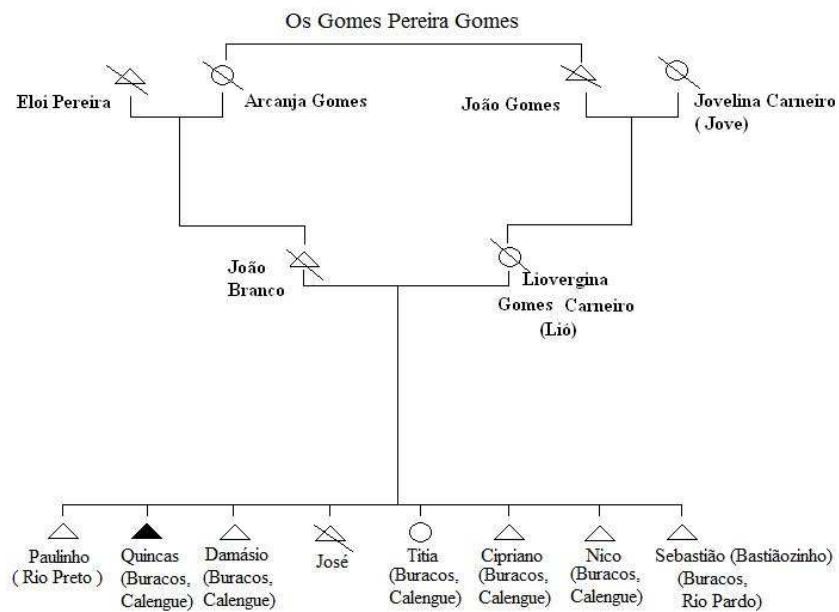 Os Gomes Pereira Gomes
Eloi Pereira
Arcanja Gomes
João Gomes
Jovelina Carneiro
( Jove)
João
Branco
Liovergina
Gomes Carneiro
(Lió)
Paulinho
( Rio Preto )
Quincas
(Buracos,
Calengue)
Damásio
(Buracos,
Calengue)
José
Titia
(Buracos,
Calengue)
Cipriano
(Buracos,
Calengue)
Nico
(Buracos,
Calengue)
Sebastião (Bastiãozinho)
(Buracos,
Rio Pardo)